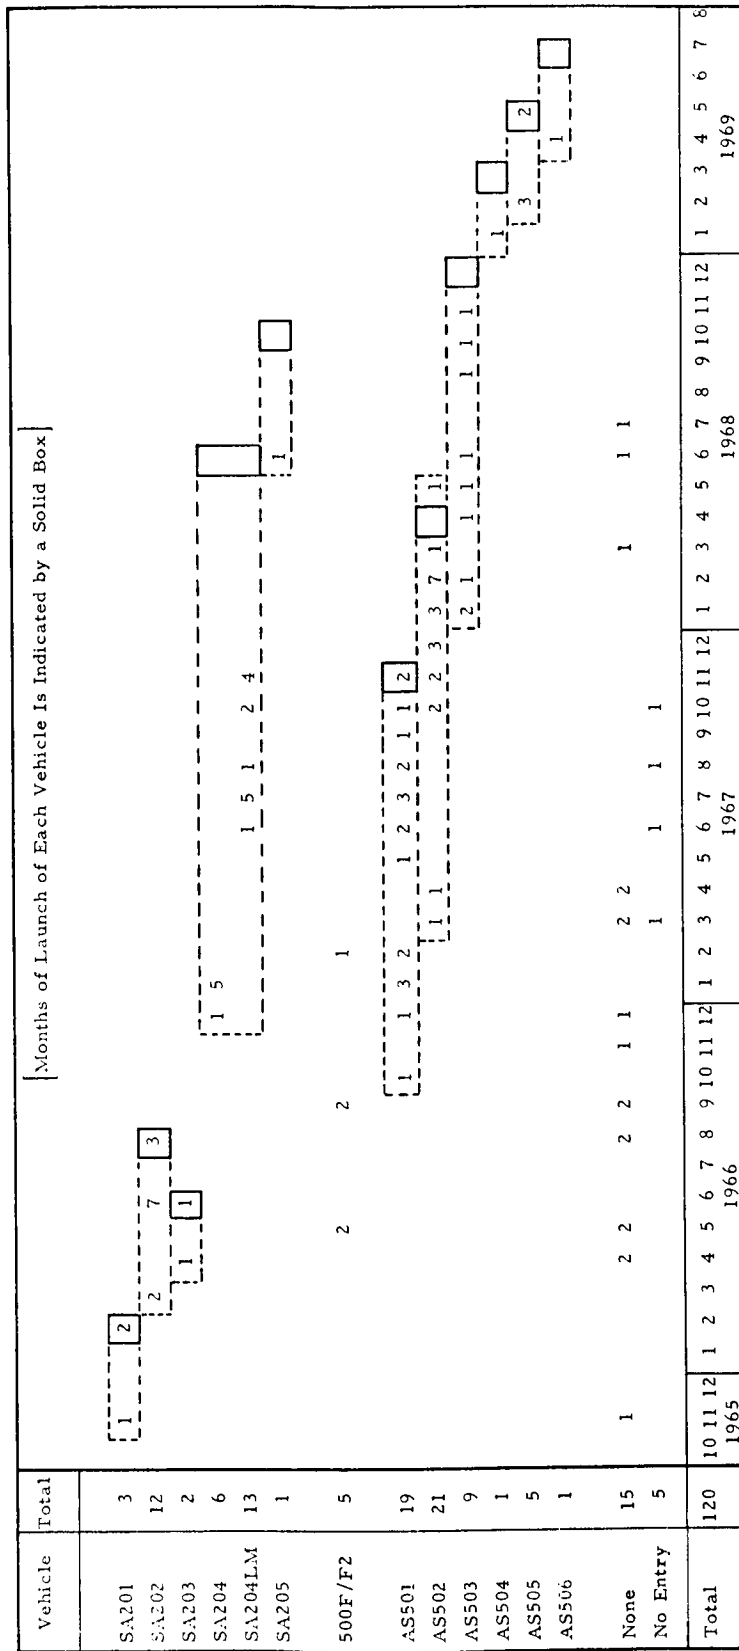 [Months of Launch of Each Vehicle Is Indicated by a Solid Box]
Vehicle Total
SA201 3 1 2
SA202 12 2 7 3
SA203 2 1 1
SA204 6 1 5
SA204LM 13 1 5 1 2 4
SA205 1 1
500F/F2 5 2 2 1
AS501 19 1 1 3 2 1 2 3 2 1 1 2
AS502 21 1 1 2 2 3 3 7 1 1
AS503 9 2 1 1 1 1 1 1 1
AS504 1 1
AS505 5 3 2
AS506 1 1
None 15 1 2 2 2 2 1 1 2 2 1 1 1
No Entry 5 1 1 1 1
Total 120 10 11 12 1 2 3 4 5 6 7 8 9 10 11 12 1 2 3 4 5 6 7 8 9 10 11 12 1 2 3 4 5 6 7 8 9 10 11 12 1 2 3 4 5 6 7 8
1965 1966 1967 1968 1969